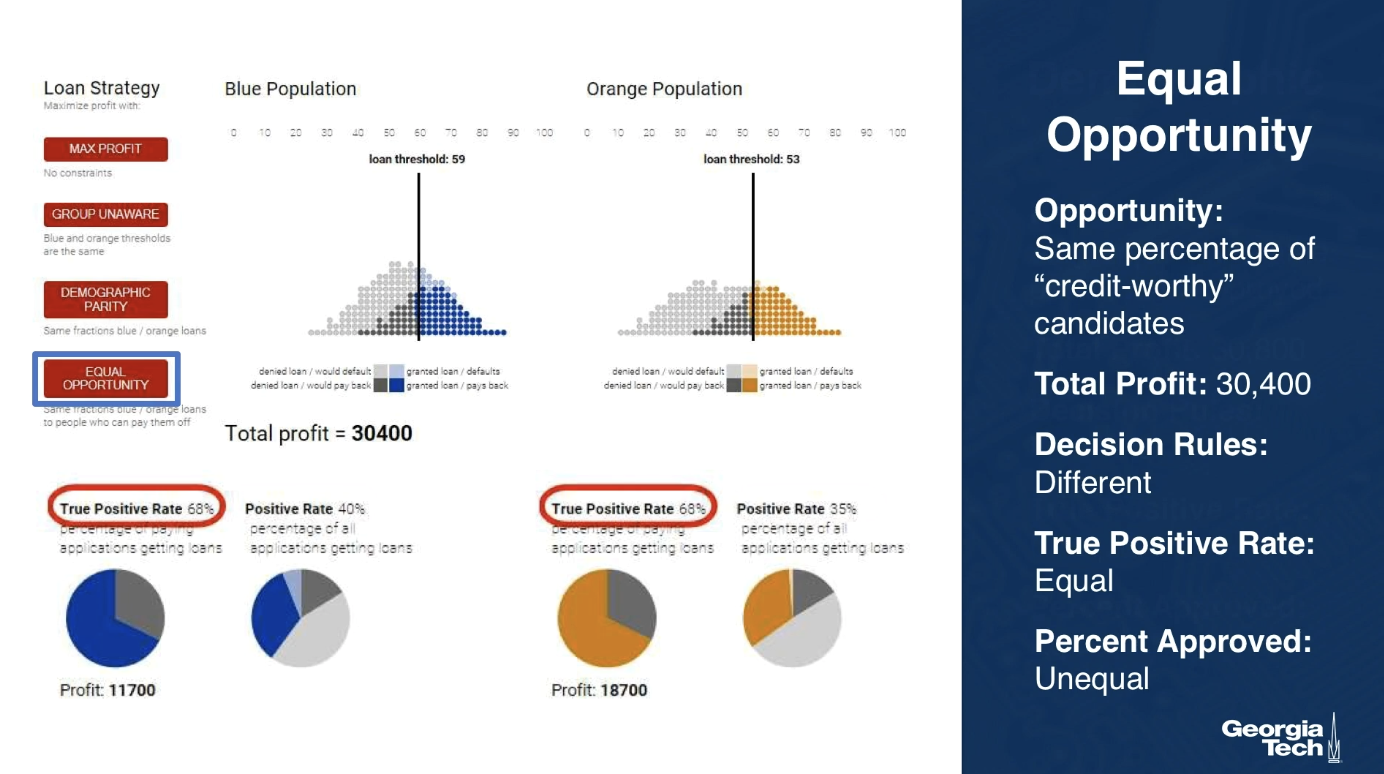 Loan Strategy
Maximize profit with:
MAX PROFIT
No constraints
GROUP UNAWARE
Blue and orange thresholds
are the same
DEMOGRAPHIC
PARITY
Same fractions blue / orange loans
EQUAL
OPPORTUNITY
Same fractions blue / orange loans
to people who can pay them off
Blue Population
0 10 20 30 40 50 60 70 80 90 100
loan threshold: 59
denied loan / would default granted loan / defaults
denied loan / would pay back granted loan / pays back
Orange Population
0 10 20 30 40 50 60 70 80 90 100
loan threshold: 53
denied loan / would default granted loan / defaults
denied loan / would pay back granted loan / pays back
Total profit = 30400
True Positive Rate 68%
percentage of paying
applications getting loans
Profit: 11700
Positive Rate 40%
percentage of all
applications getting loans
True Positive Rate 68%
percentage of paying
applications getting loans
Profit: 18700
Positive Rate 35%
percentage of all
applications getting loans
Equal
Opportunity
Opportunity:
Same percentage of
“credit-worthy”
candidates
Total Profit: 30,400
Decision Rules:
Different
True Positive Rate:
Equal
Percent Approved:
Unequal
Georgia
Tech